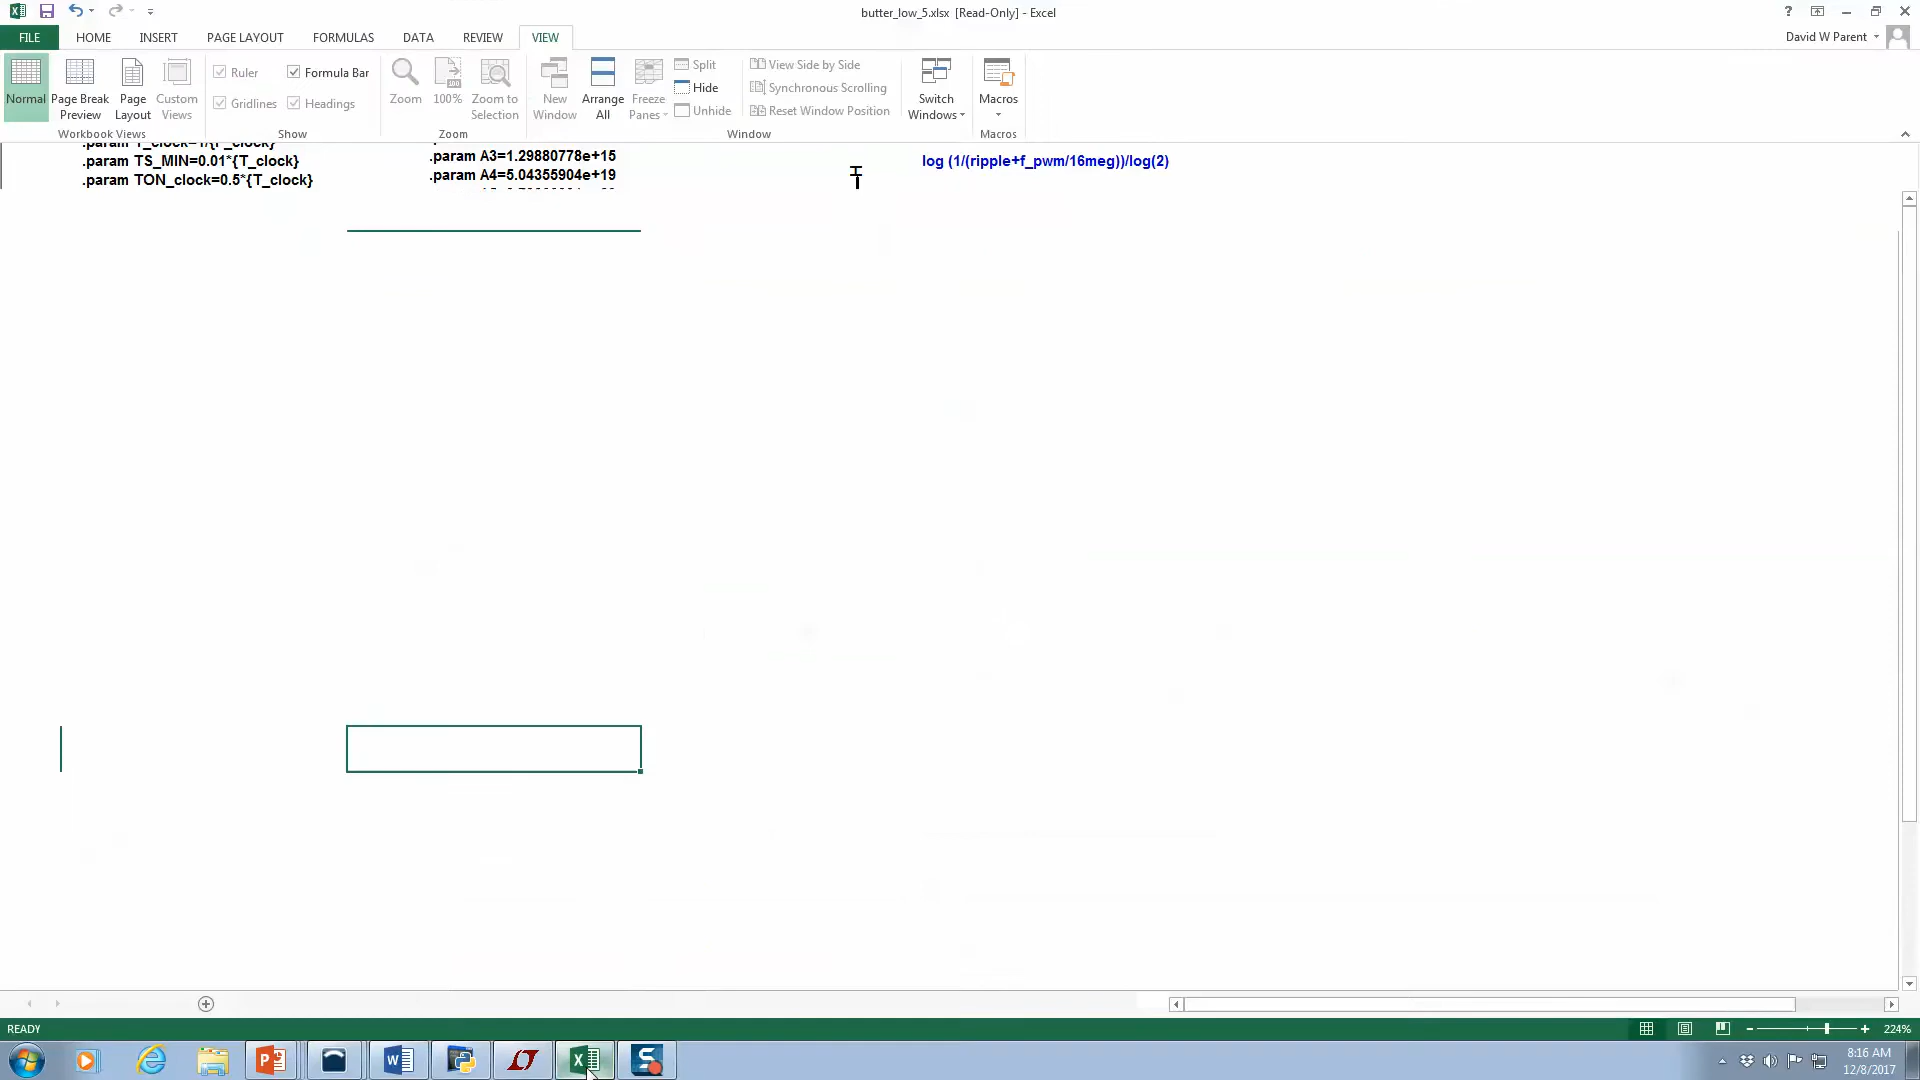 butter_low_5.xlsx [Read-Only] - Excel
FILE HOME INSERT PAGE LAYOUT FORMULAS DATA REVIEW VIEW
David W Parent
Normal
Page Break Preview
Page Layout
Custom Views
Workbook Views
Ruler
Formula Bar
Gridlines
Headings
Show
Zoom
100%
Zoom to Selection
Zoom
New Window
Arrange All
Freeze Panes
Split
Hide
Unhide
View Side by Side
Synchronous Scrolling
Reset Window Position
Window
Switch Windows
Macros
Macros
.param T_clock=1/{F_clock}
.param TS_MIN=0.01*{T_clock}
.param TON_clock=0.5*{T_clock}
.param A3=1.29880778e+15
.param A4=5.04355904e+19
log (1/(ripple+f_pwm/16meg))/log(2)
READY
224%
8:16 AM
12/8/2017